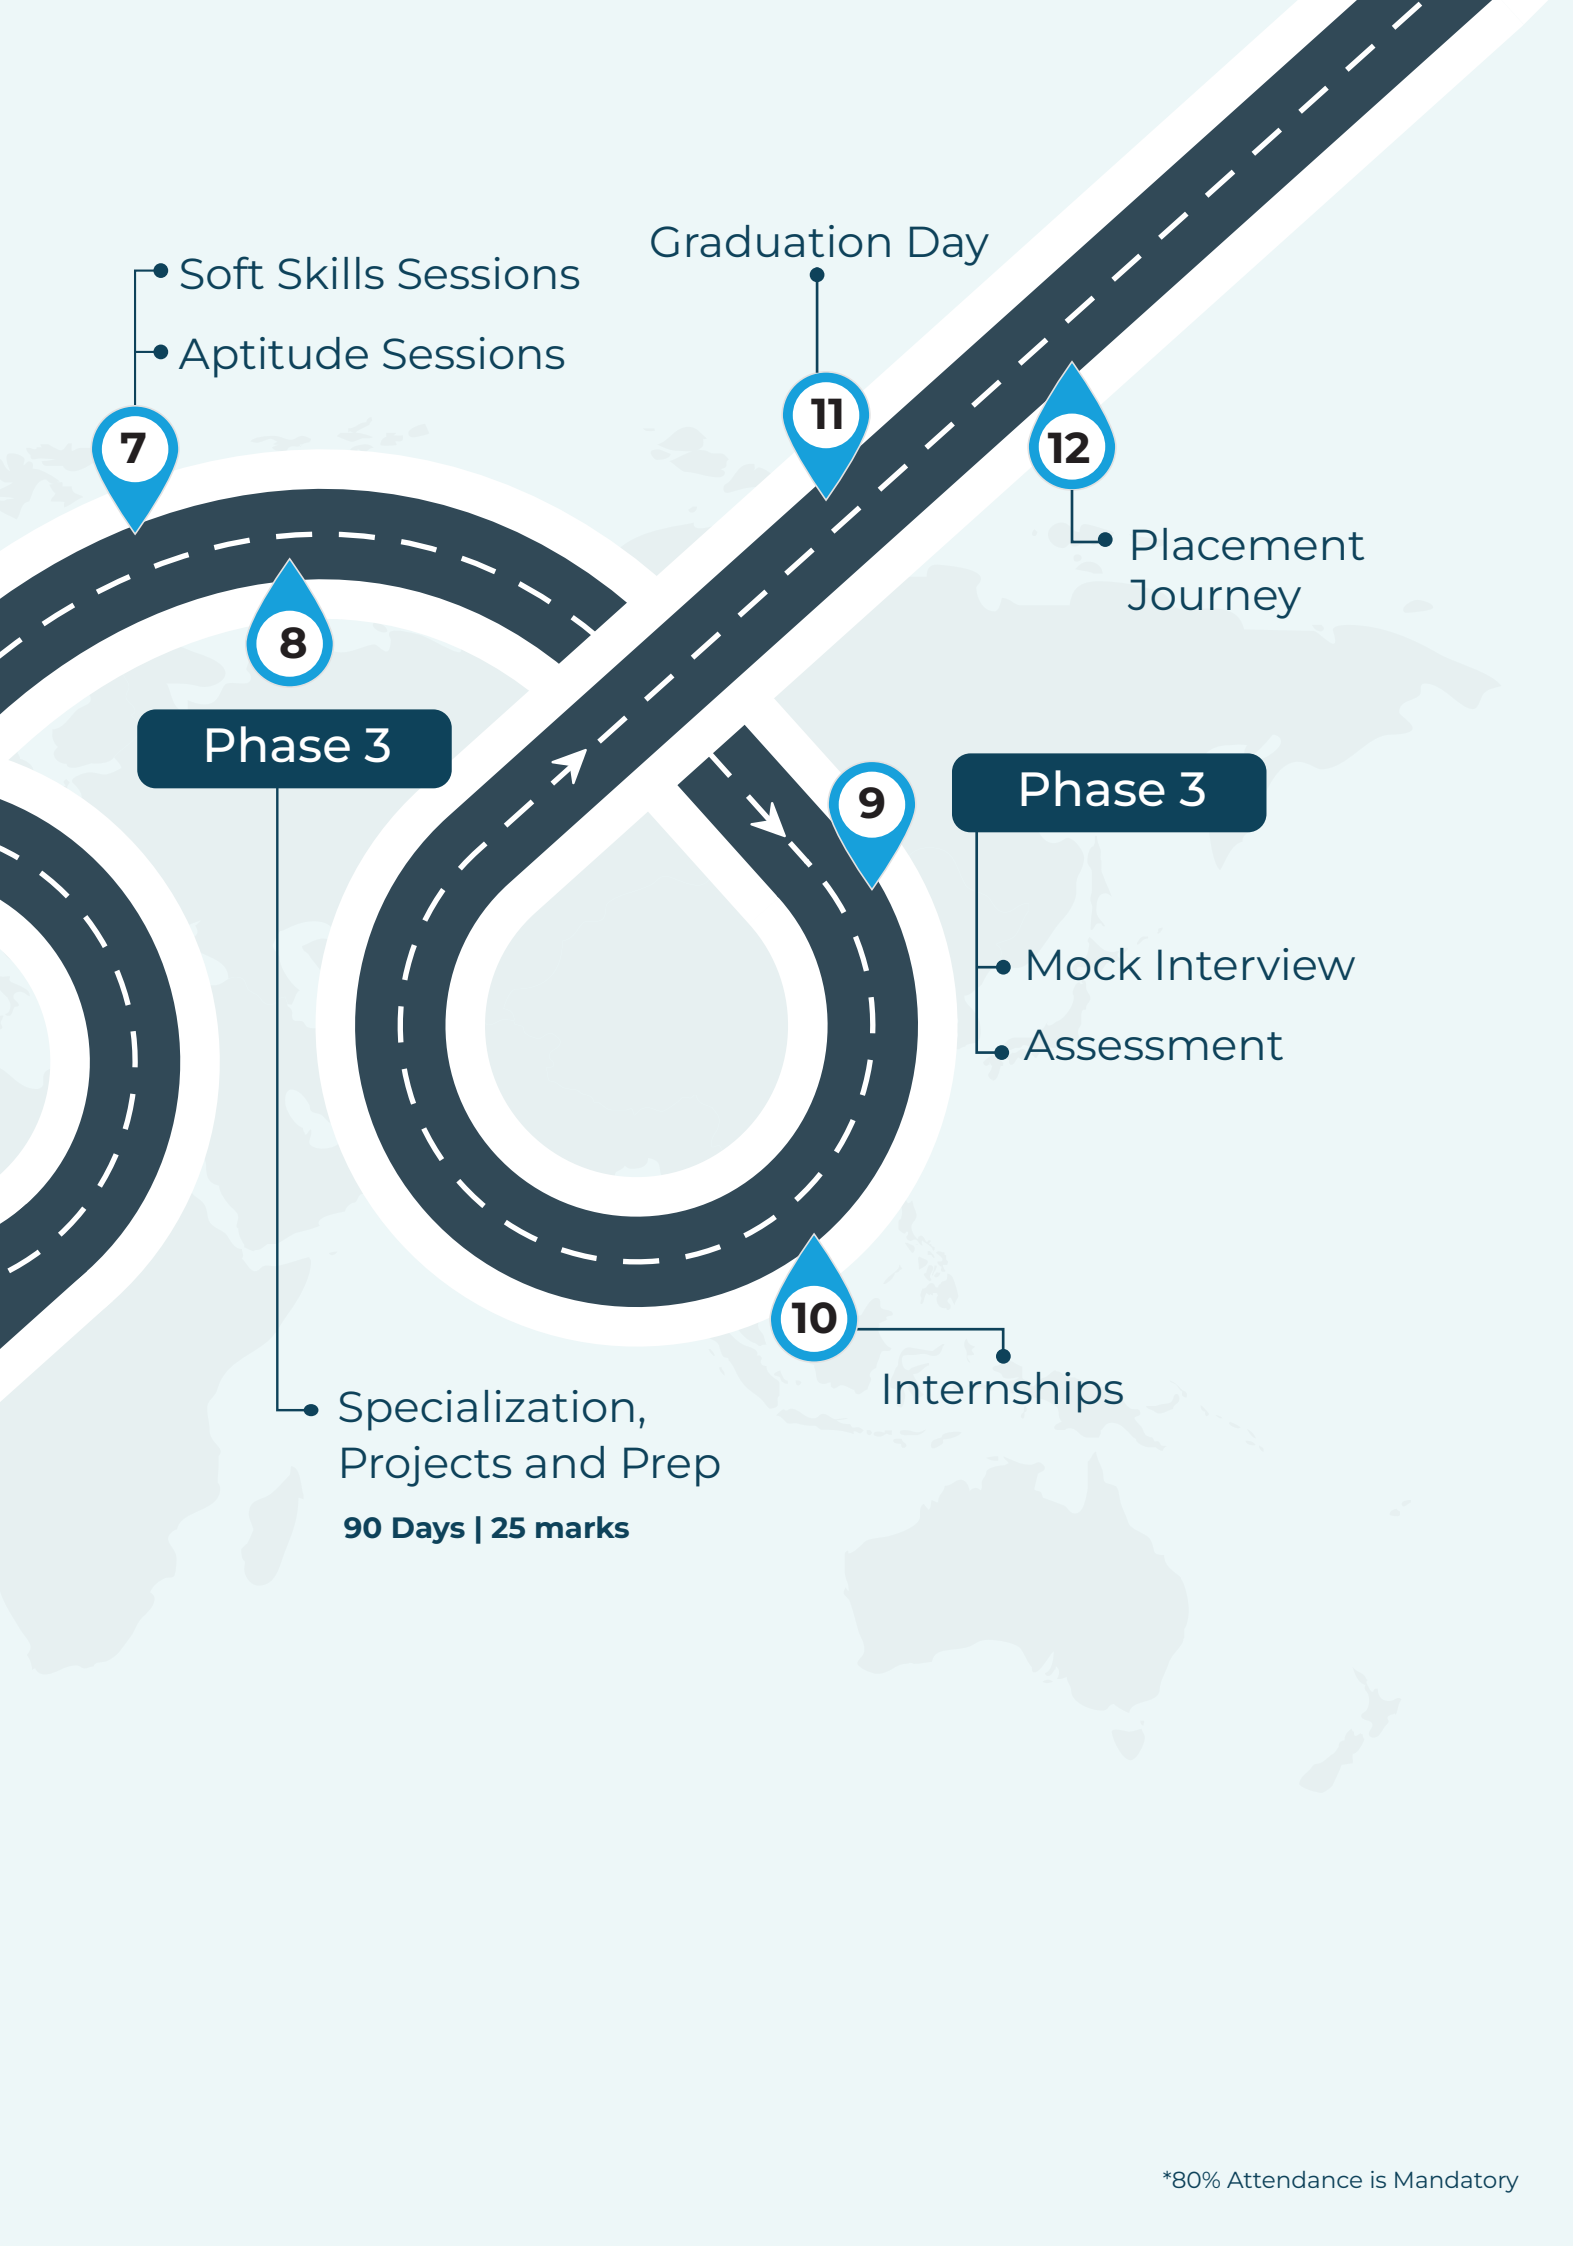 Soft Skills Sessions
Aptitude Sessions
7
8
Phase 3
Specialization,
Projects and Prep
90 Days | 25 marks
9
Phase 3
Mock Interview
Assessment
10
Internships
Graduation Day
11
12
Placement
Journey
*80% Attendance is Mandatory